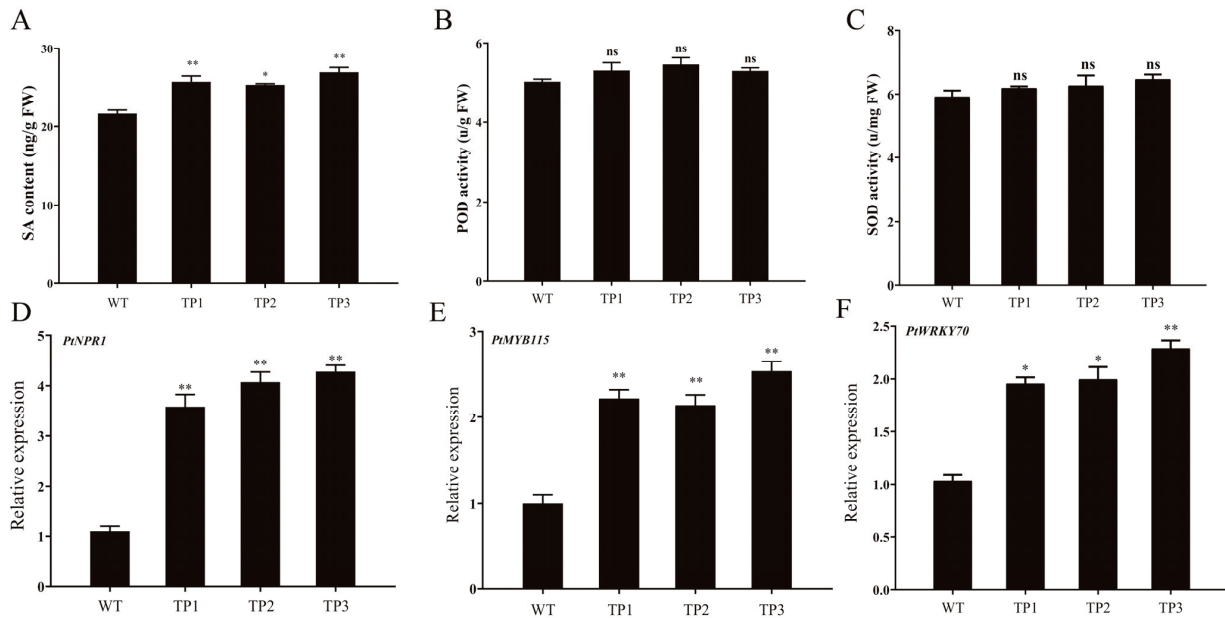 A
SA content (ng/g FW)
30
20
10
0
** * **
WT TP1 TP2 TP3
B
POD activity (u/g FW)
6
4
2
0
ns ns ns
WT TP1 TP2 TP3
C
SOD activity (u/mg FW)
8
6
4
2
0
ns ns ns
WT TP1 TP2 TP3
D
PtNPR1
Relative expression
5
4
3
2
1
0
** ** **
WT TP1 TP2 TP3
E
PtMYB115
Relative expression
3
2
1
0
** ** **
WT TP1 TP2 TP3
F
PtWRKY70
Relative expression
2.5
2.0
1.5
1.0
0.5
0.0
* * **
WT TP1 TP2 TP3